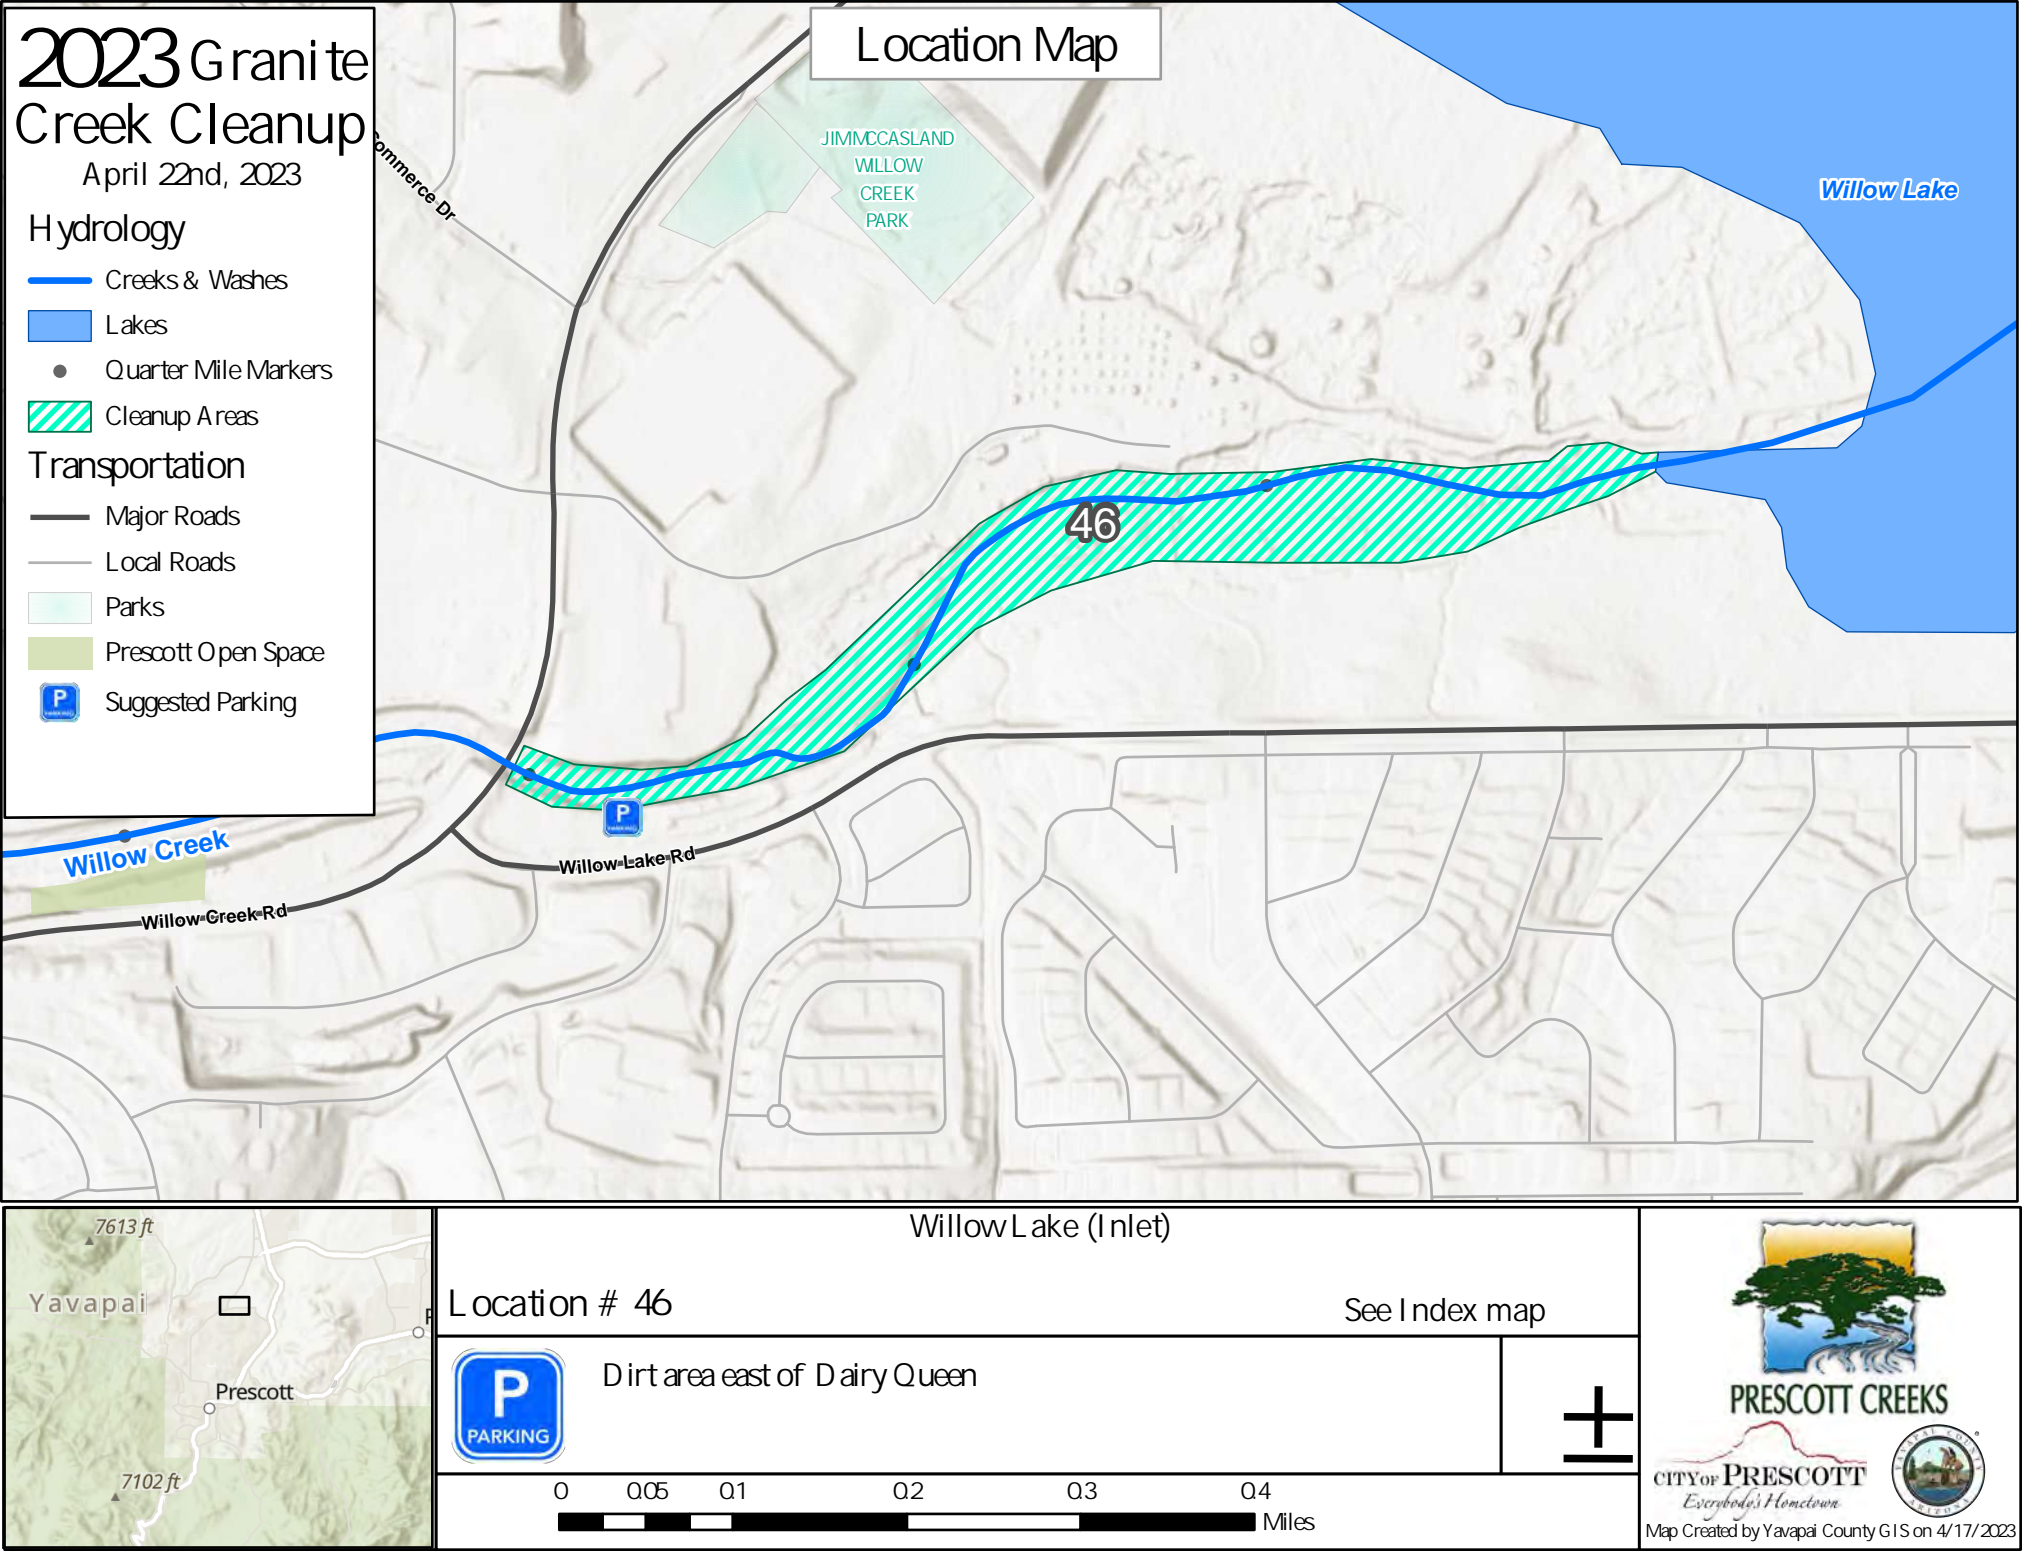 2023 Granite
Creek Cleanup
April 22nd, 2023
Hydrology
Creeks & Washes
Lakes
Quarter Mile Markers
Cleanup Areas
Transportation
Major Roads
Local Roads
Parks
Prescott Open Space
P
Suggested Parking
Location Map
Commerce Dr
JIM MCCASLAND
WILLOW
CREEK
PARK
Willow Lake
46
P
Willow Creek
Willow Lake Rd
Willow Creek Rd
7613 ft
Yavapai
P
Prescott
7102 ft
Willow Lake (Inlet)
Location # 46
See Index map
P
PARKING
Dirt area east of Dairy Queen
0 0.05 0.1 0.2 0.3 0.4
Miles
PRESCOTT CREEKS
CITY OF PRESCOTT
Everybody's Hometown
YAVAPAI COUNTY
ARIZONA
Map Created by Yavapai County GIS on 4/17/2023